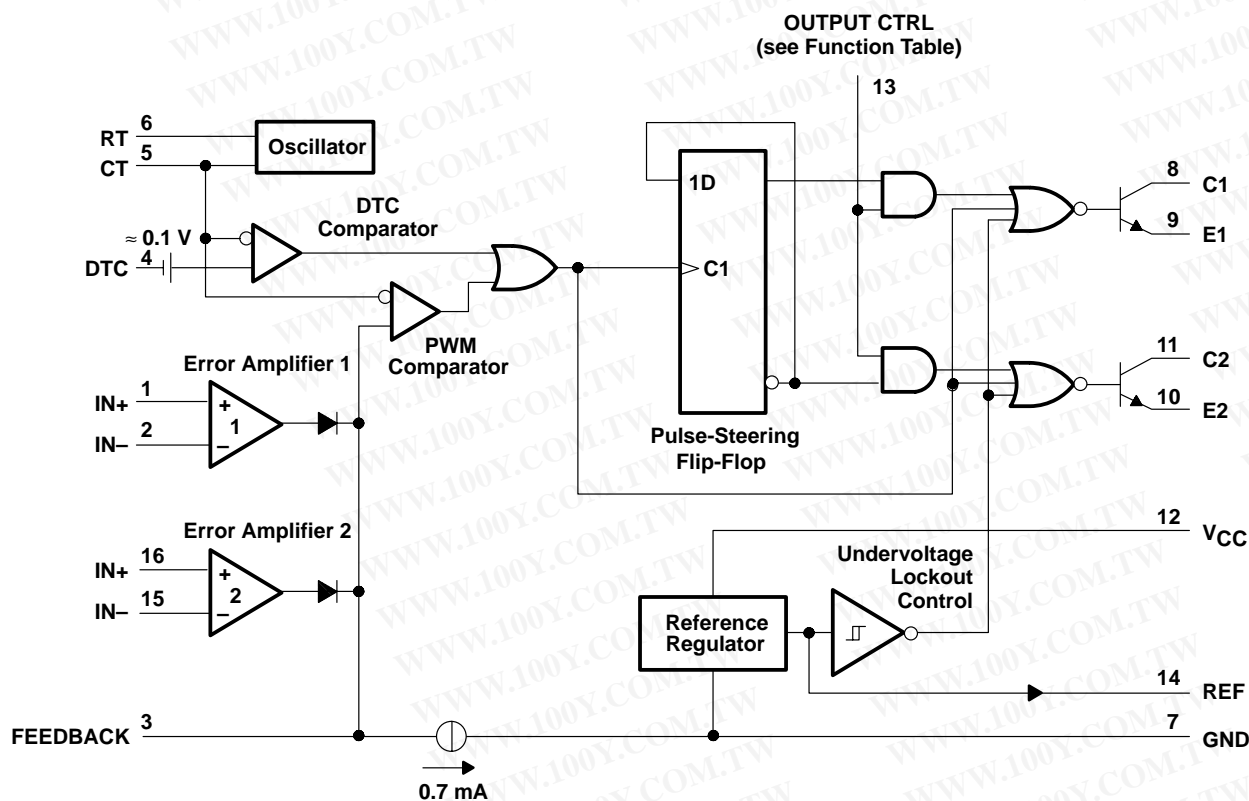 OUTPUT CTRL
(see Function Table)
13
6
RT
Oscillator
5
CT
1D
8
C1
DTC
Comparator
9
E1
≈ 0.1 V
4
DTC
C1
PWM
Comparator
11
C2
Error Amplifier 1
1
IN+
+
1
10
E2
2
IN–
–
Pulse-Steering
Flip-Flop
12
VCC
Error Amplifier 2
Undervoltage
Lockout
Control
16
IN+
+
2
15
IN–
–
Reference
Regulator
14
REF
3
FEEDBACK
7
GND
0.7 mA
WWW.100Y.COM.TW